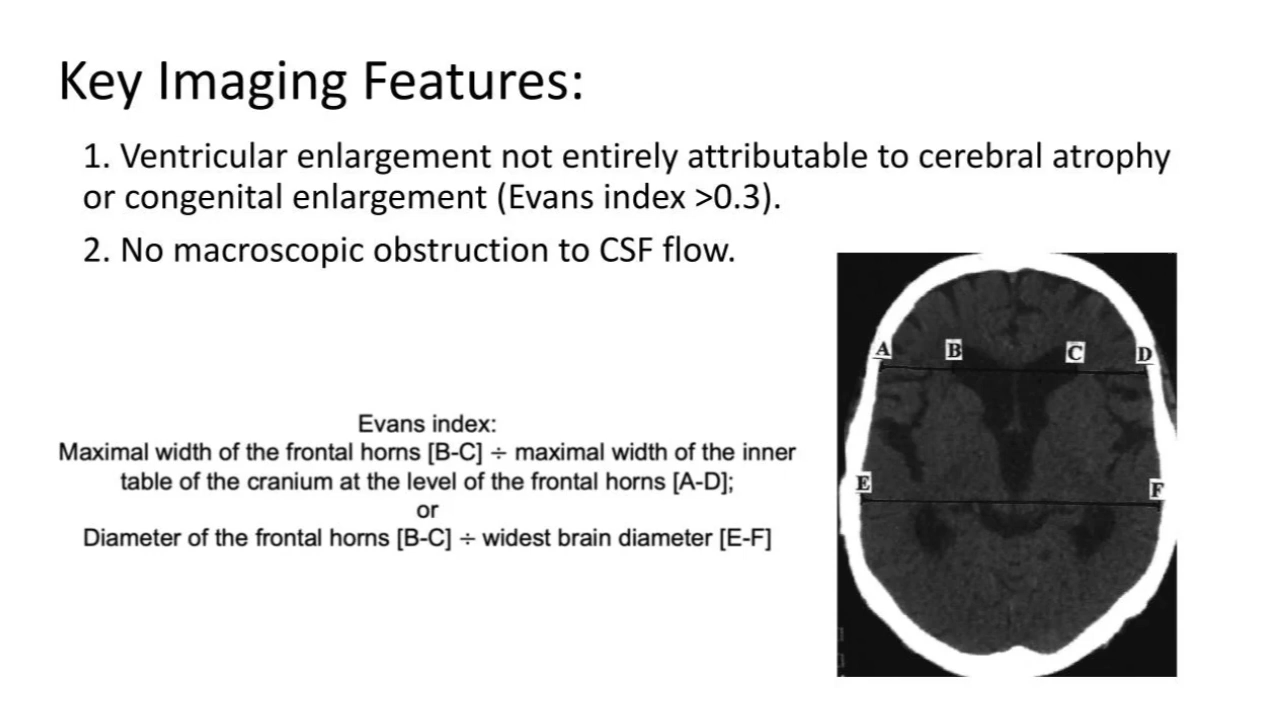 Key Imaging Features:
1. Ventricular enlargement not entirely attributable to cerebral atrophy
or congenital enlargement (Evans index >0.3).
2. No macroscopic obstruction to CSF flow.
Evans index:
Maximal width of the frontal horns [B-C] ÷ maximal width of the inner
table of the cranium at the level of the frontal horns [A-D];
or
Diameter of the frontal horns [B-C] ÷ widest brain diameter [E-F]
A B C D
E F